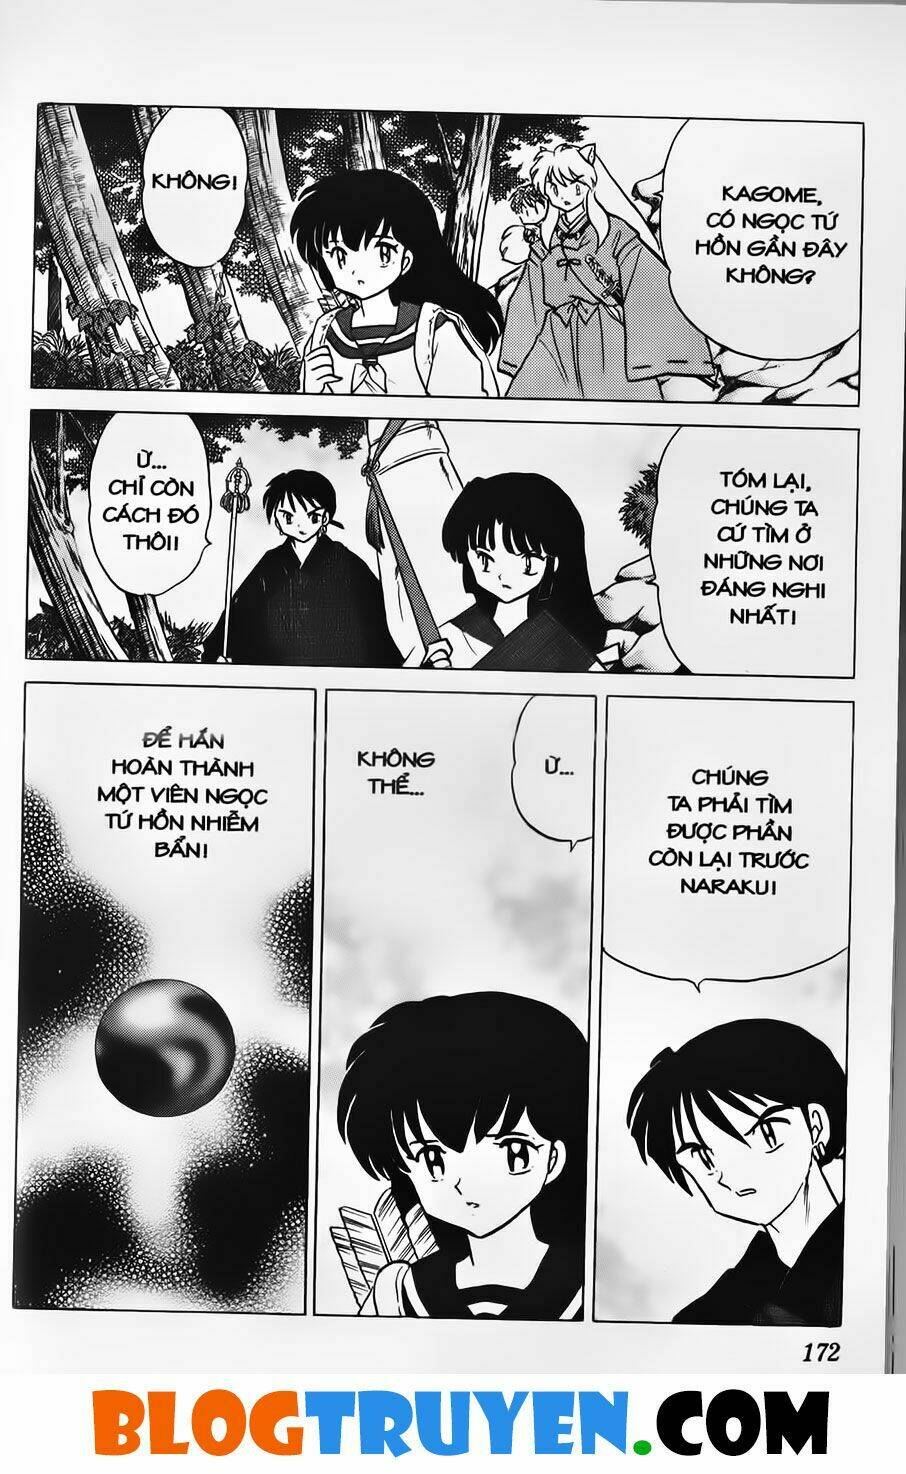 KAGOME,
CÓ NGỌC TỨ
HỒN GẦN ĐÂY
KHÔNG?
KHÔNG!
TÓM LẠI,
CHÚNG TA
CỨ TÌM Ở
NHỮNG NƠI
ĐÁNG NGHI
NHẤT!
Ừ...
CHỈ CÒN
CÁCH ĐÓ
THÔI!
CHÚNG
TA PHẢI TÌM
ĐƯỢC PHẦN
CÒN LẠI TRƯỚC
NARAKU!
Ừ...
KHÔNG
THỂ...
ĐỂ HẮN
HOÀN THÀNH
MỘT VIÊN NGỌC
TỨ HỒN NHIỄM
BẨN!
172
BLOGTRUYEN.COM